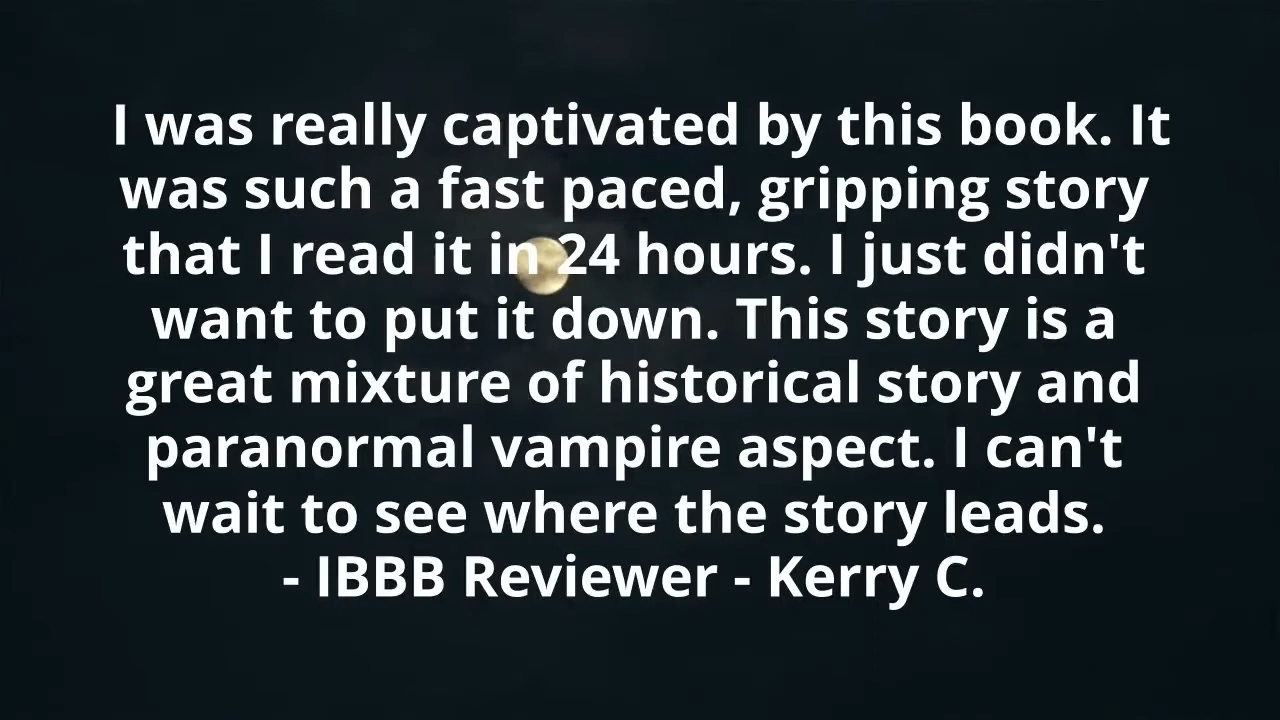 I was really captivated by this book. It
was such a fast paced, gripping story
that I read it in 24 hours. I just didn't
want to put it down. This story is a
great mixture of historical story and
paranormal vampire aspect. I can't
wait to see where the story leads.
- IBBB Reviewer - Kerry C.